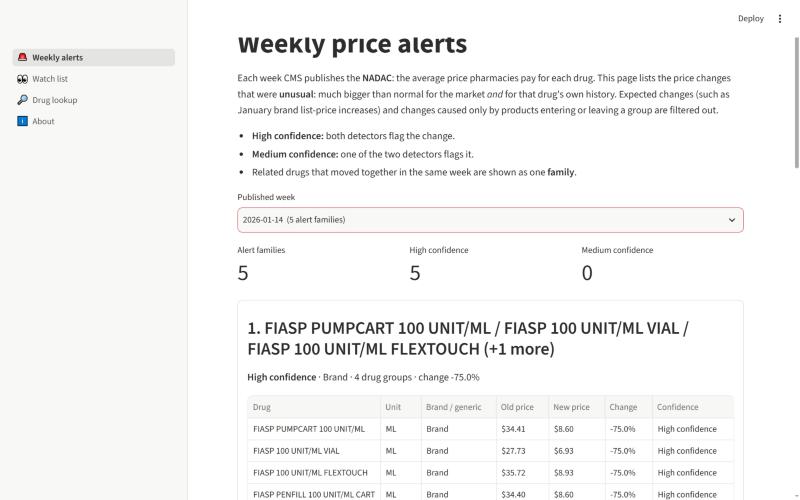 Deploy
Weekly alerts
Watch list
Drug lookup
About
Weekly price alerts
Each week CMS publishes the NADAC: the average price pharmacies pay for each drug. This page lists the price changes
that were unusual: much bigger than normal for the market and for that drug's own history. Expected changes (such as
January brand list-price increases) and changes caused only by products entering or leaving a group are filtered out.
High confidence: both detectors flag the change.
Medium confidence: one of the two detectors flags it.
Related drugs that moved together in the same week are shown as one family.
Published week
2026-01-14 (5 alert families)
Alert families High confidence Medium confidence
5 5 0
1. FIASP PUMPCART 100 UNIT/ML / FIASP 100 UNIT/ML VIAL /
FIASP 100 UNIT/ML FLEXTOUCH (+1 more)
High confidence · Brand · 4 drug groups · change -75.0%
Drug Unit Brand / generic Old price New price Change Confidence
FIASP PUMPCART 100 UNIT/ML ML Brand $34.41 $8.60 -75.0% High confidence
FIASP 100 UNIT/ML VIAL ML Brand $27.73 $6.93 -75.0% High confidence
FIASP 100 UNIT/ML FLEXTOUCH ML Brand $35.72 $8.93 -75.0% High confidence
FIASP PENFILL 100 UNIT/ML CART ML Brand $34.40 $8.60 -75.0% High confidence